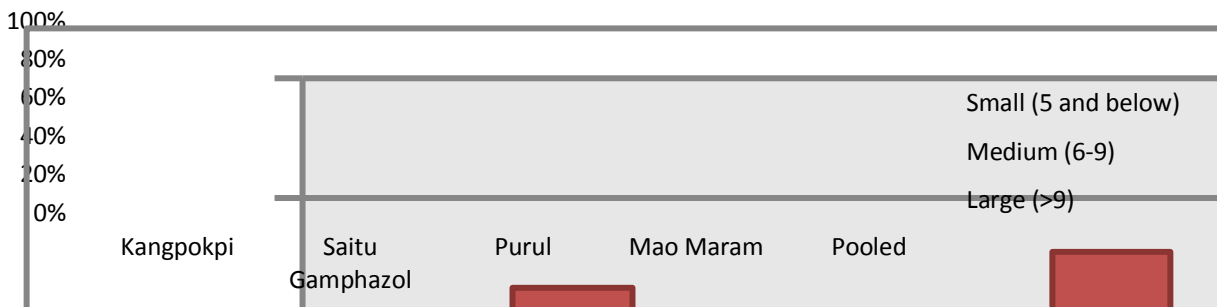 100%
80%
60%
40%
20%
0%
Small (5 and below)
Medium (6-9)
Large (>9)
Kangpokpi
Saitu
Gamphazol
Purul
Mao Maram
Pooled